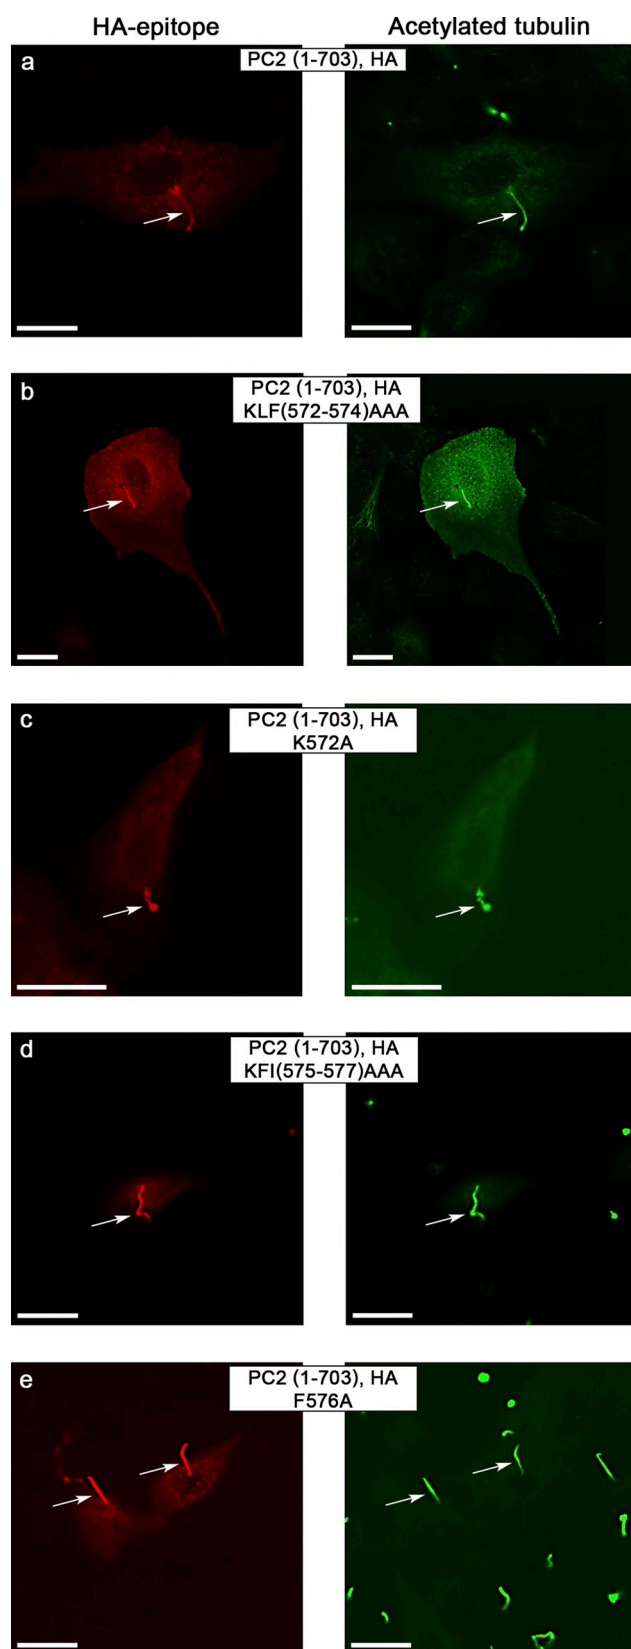 HA-epitope Acetylated tubulin
a PC2 (1-703), HA
b PC2 (1-703), HA
KLF(572-574)AAA
c PC2 (1-703), HA
K572A
d PC2 (1-703), HA
KFI(575-577)AAA
e PC2 (1-703), HA
F576A